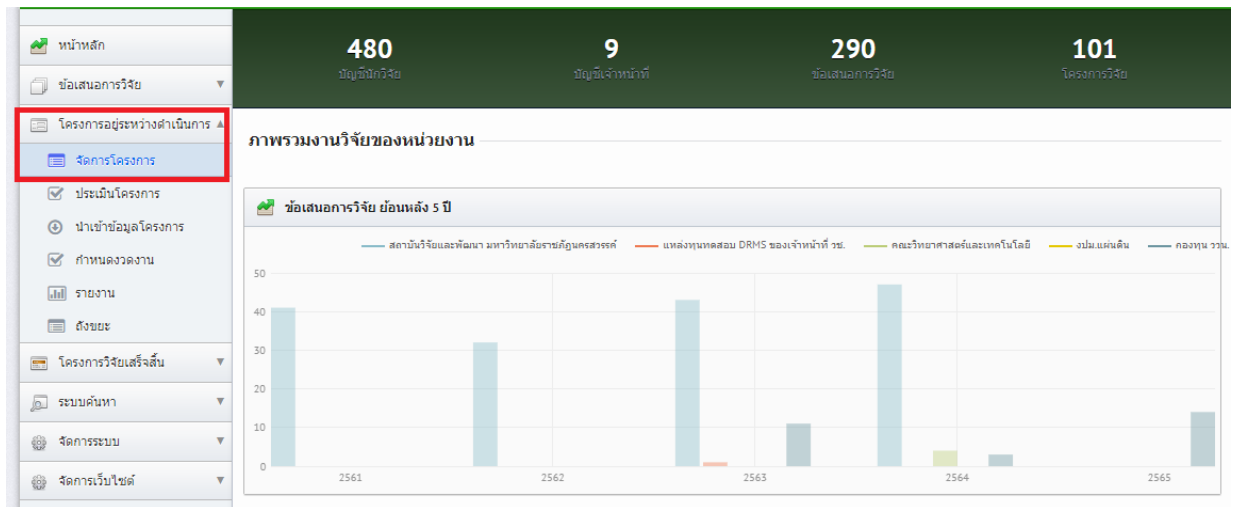 หน้าหลัก
ข้อเสนอการวิจัย
โครงการอยู่ระหว่างดำเนินการ
จัดการโครงการ
ประเมินโครงการ
นำเข้าข้อมูลโครงการ
กำหนดงวดงาน
รายงาน
ถังขยะ
โครงการวิจัยเสร็จสิ้น
ระบบค้นหา
จัดการระบบ
จัดการเว็บไซต์
480 9 290 101
บัญชีนักวิจัย บัญชีเจ้าหน้าที่ ข้อเสนอการวิจัย โครงการวิจัย
ภาพรวมงานวิจัยของหน่วยงาน
ข้อเสนอการวิจัย ย้อนหลัง 5 ปี
สถาบันวิจัยและพัฒนา มหาวิทยาลัยราชภัฏนครสวรรค์ แหล่งทุนทดสอบ DRMS ของเจ้าหน้าที่ วช. คณะวิทยาศาสตร์และเทคโนโลยี งปม.แผ่นดิน กองทุน ววน.
50
40
30
20
10
0
2561 2562 2563 2564 2565